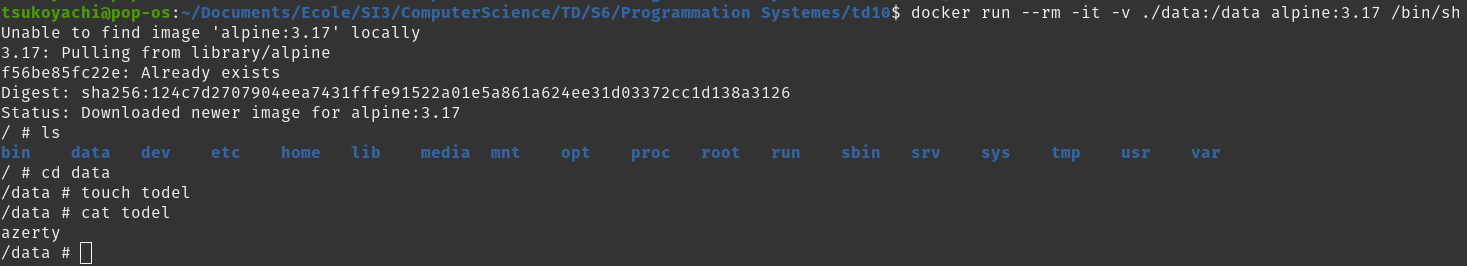 tsukoyachi@pop-os:~/Documents/Ecole/SI3/ComputerScience/TD/S6/Programmation Systemes/td10$ docker run --rm -it -v ./data:/data alpine:3.17 /bin/sh
Unable to find image 'alpine:3.17' locally
3.17: Pulling from library/alpine
f56be85fc22e: Already exists
Digest: sha256:124c7d2707904eea7431fffe91522a01e5a861a624ee31d03372cc1d138a3126
Status: Downloaded newer image for alpine:3.17
/ # ls
bin    data   dev    etc    home   lib    media  mnt    opt    proc   root   run    sbin   srv    sys    tmp    usr    var
/ # cd data
/data # touch todel
/data # cat todel
azerty
/data #